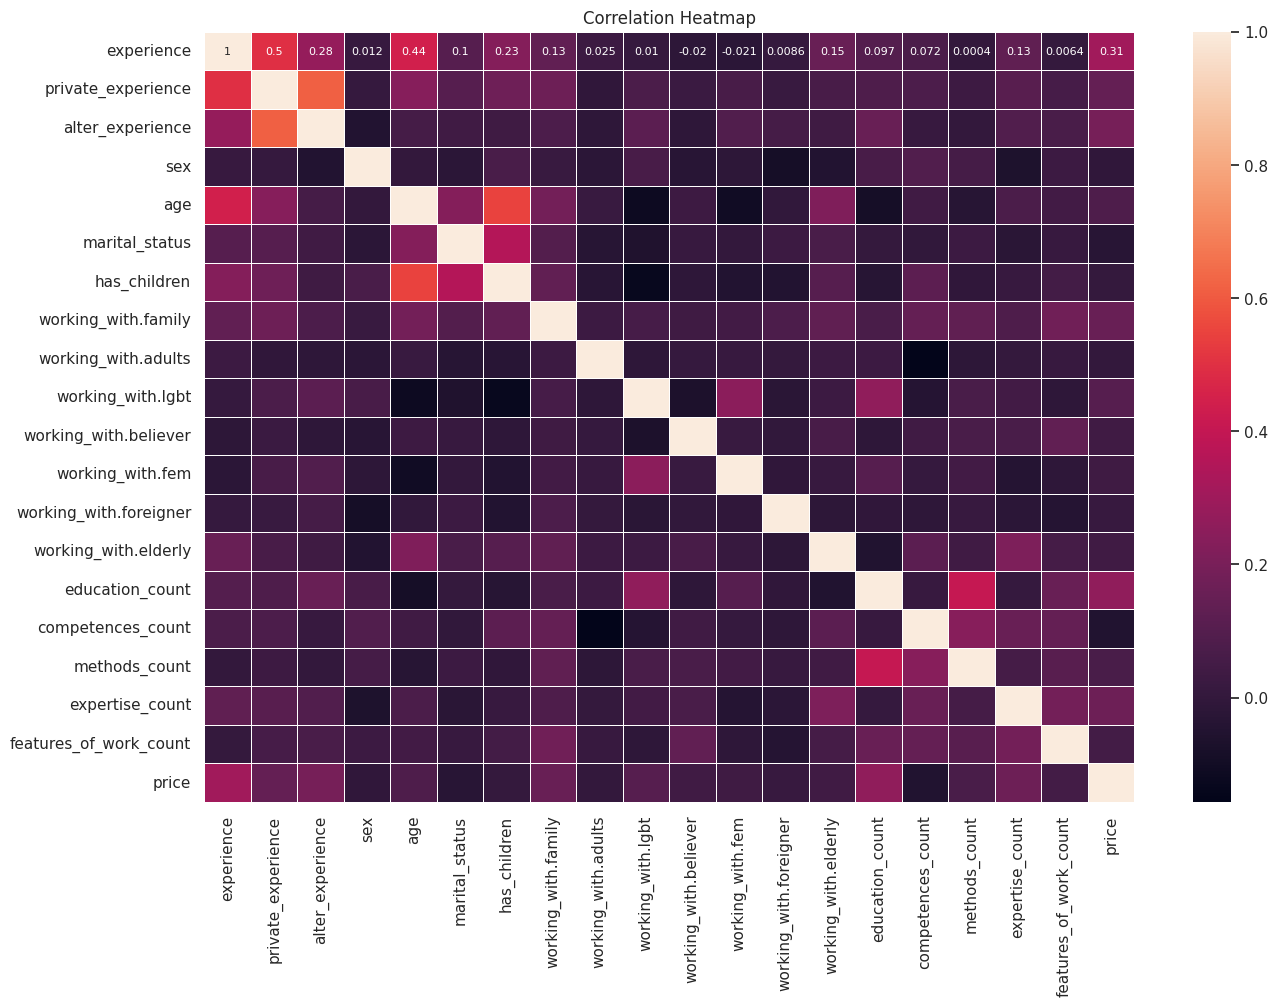 Correlation Heatmap
experience 1 0.5 0.28 0.012 0.44 0.1 0.23 0.13 0.025 0.01 -0.02 -0.021 0.0086 0.15 0.097 0.072 0.0004 0.13 0.0064 0.31
private_experience
alter_experience
sex
age
marital_status
has_children
working_with.family
working_with.adults
working_with.lgbt
working_with.believer
working_with.fem
working_with.foreigner
working_with.elderly
education_count
competences_count
methods_count
expertise_count
features_of_work_count
price
experience
private_experience
alter_experience
sex
age
marital_status
has_children
working_with.family
working_with.adults
working_with.lgbt
working_with.believer
working_with.fem
working_with.foreigner
working_with.elderly
education_count
competences_count
methods_count
expertise_count
features_of_work_count
price
1.0
0.8
0.6
0.4
0.2
0.0